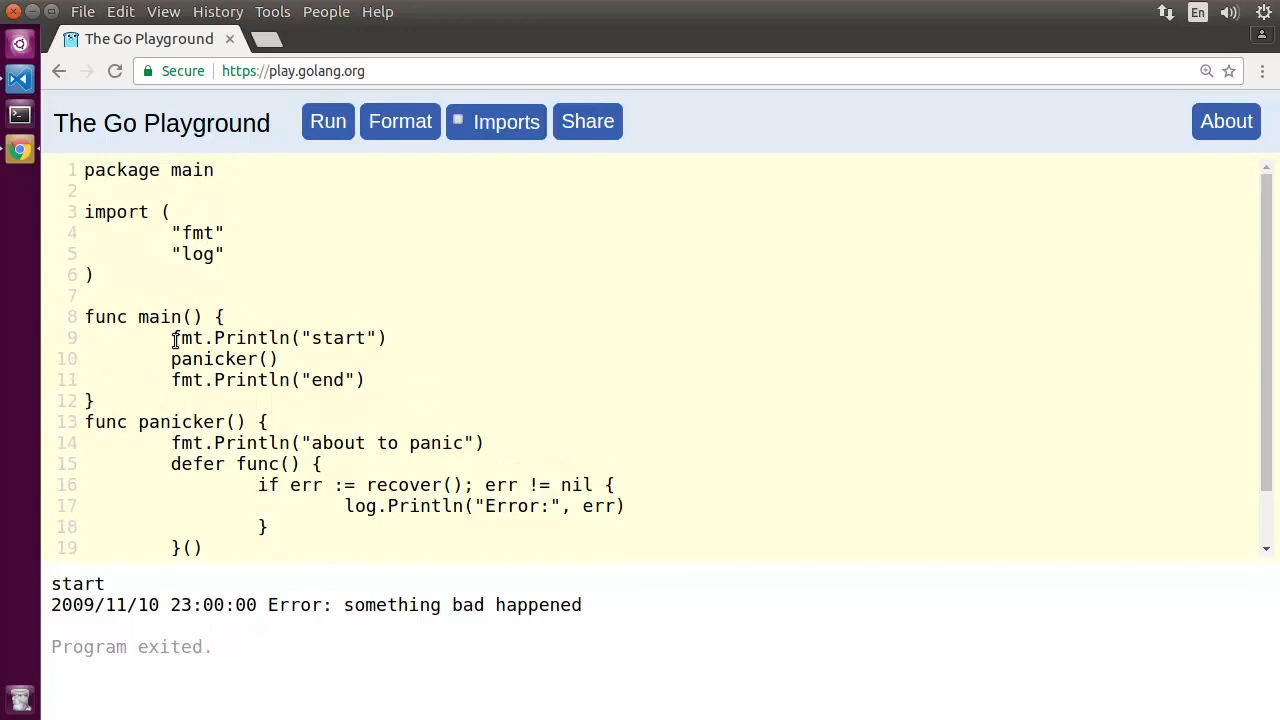 File Edit View History Tools People Help
En
The Go Playground
Secure https://play.golang.org
The Go Playground Run Format Imports Share About
1 package main
2
3 import (
4 "fmt"
5 "log"
6 )
7
8 func main() {
9 fmt.Println("start")
10 panicker()
11 fmt.Println("end")
12 }
13 func panicker() {
14 fmt.Println("about to panic")
15 defer func() {
16 if err := recover(); err != nil {
17 log.Println("Error:", err)
18 }
19 }()
start
2009/11/10 23:00:00 Error: something bad happened
Program exited.